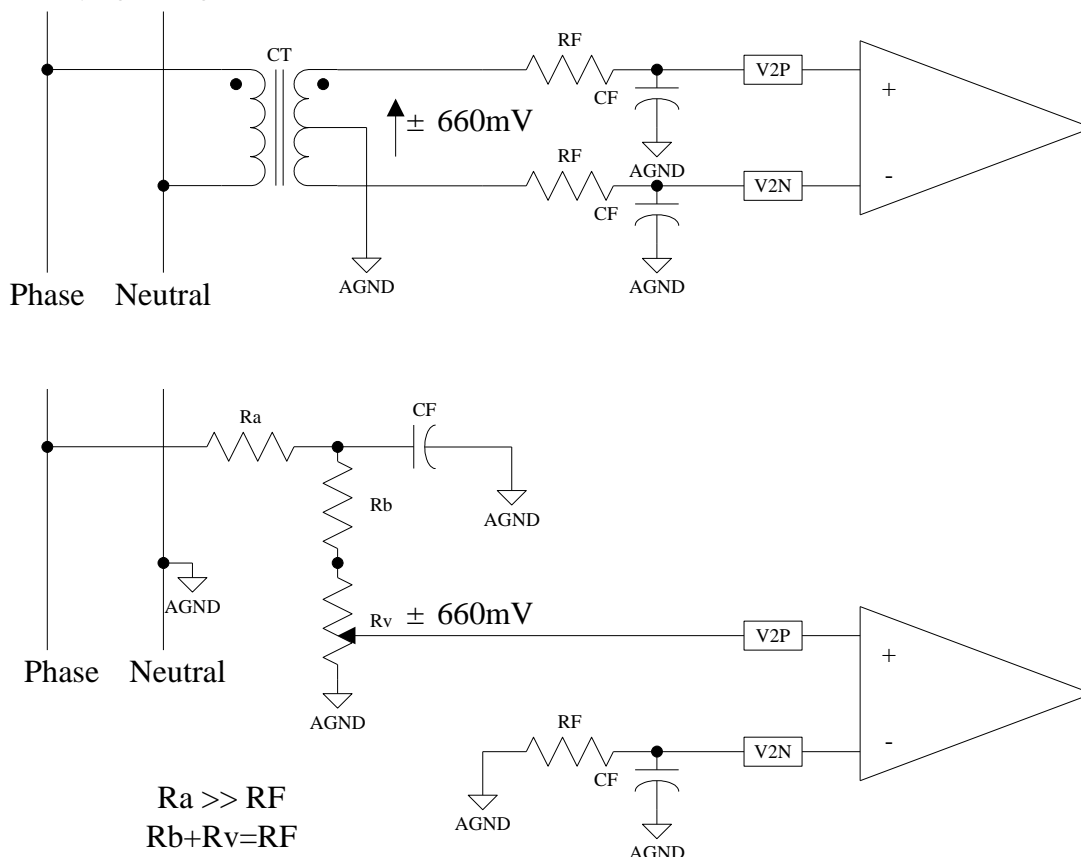 CT
RF
V2P
CF
+
± 660mV
AGND
RF
V2N
CF
-
AGND
AGND
Phase Neutral
Ra
CF
Rb
AGND
AGND
Rv ± 660mV
V2P
+
Phase Neutral
AGND
RF
V2N
-
CF
Ra >> RF
AGND
Rb+Rv=RF
AGND